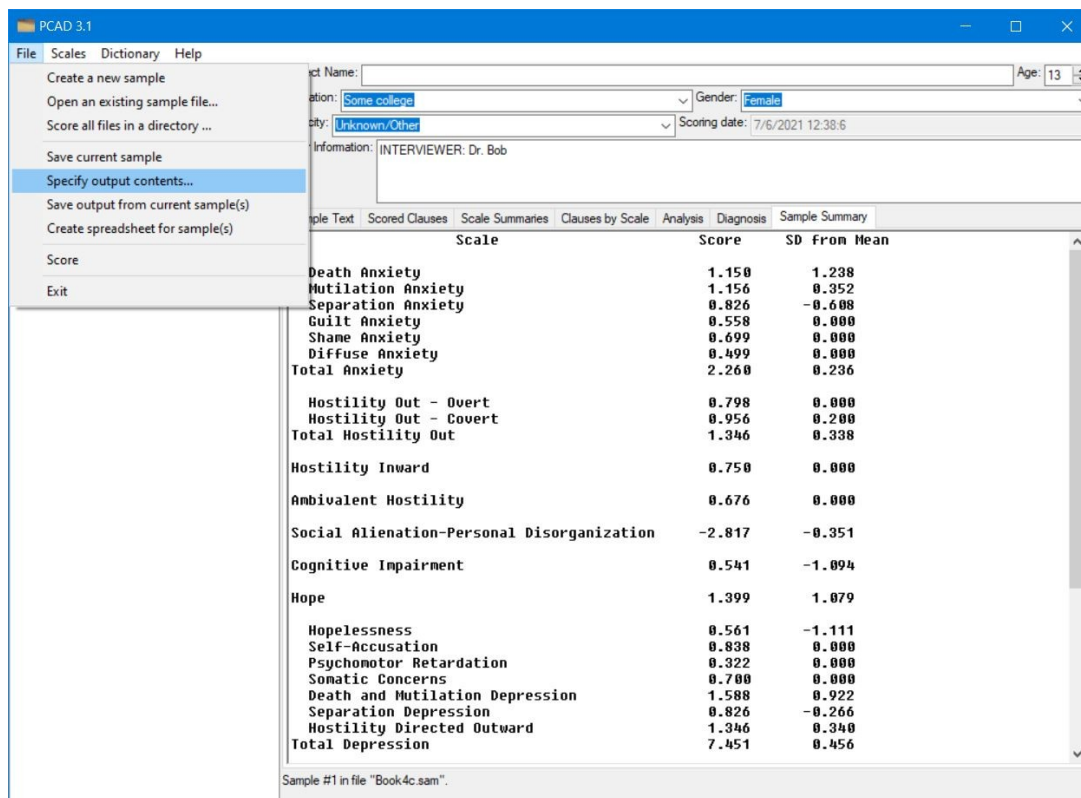 PCAD 3.1
File Scales Dictionary Help
Create a new sample
Open an existing sample file...
Score all files in a directory ...
Save current sample
Specify output contents...
Save output from current sample(s)
Create spreadsheet for sample(s)
Score
Exit
ct Name: Age: 13
ation: Some college Gender: Female
city: Unknown/Other Scoring date: 7/6/2021 12:38:6
Information: INTERVIEWER: Dr. Bob
ple Text Scored Clauses Scale Summaries Clauses by Scale Analysis Diagnosis Sample Summary
Scale Score SD from Mean
Death Anxiety 1.150 1.238
Mutilation Anxiety 1.156 0.352
Separation Anxiety 0.826 -0.608
Guilt Anxiety 0.558 0.000
Shame Anxiety 0.699 0.000
Diffuse Anxiety 0.499 0.000
Total Anxiety 2.260 0.236
Hostility Out - Overt 0.798 0.000
Hostility Out - Covert 0.956 0.200
Total Hostility Out 1.346 0.338
Hostility Inward 0.750 0.000
Ambivalent Hostility 0.676 0.000
Social Alienation-Personal Disorganization -2.817 -0.351
Cognitive Impairment 0.541 -1.094
Hope 1.399 1.079
Hopelessness 0.561 -1.111
Self-Accusation 0.838 0.000
Psychomotor Retardation 0.322 0.000
Somatic Concerns 0.700 0.000
Death and Mutilation Depression 1.588 0.922
Separation Depression 0.826 -0.266
Hostility Directed Outward 1.346 0.340
Total Depression 7.451 0.456
Sample #1 in file "Book4c.sam".